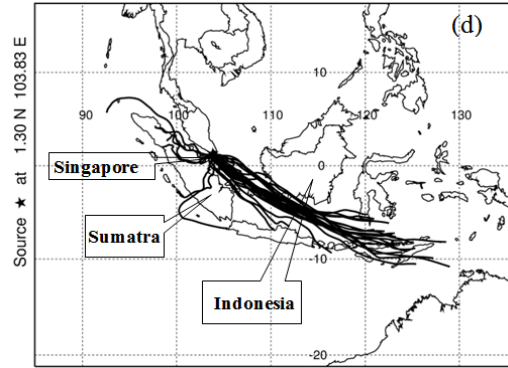 (d)
10
90
100
110
120
130
0
Singapore
Sumatra
Indonesia
-10
-20
Source ★ at 1.30 N 103.83 E